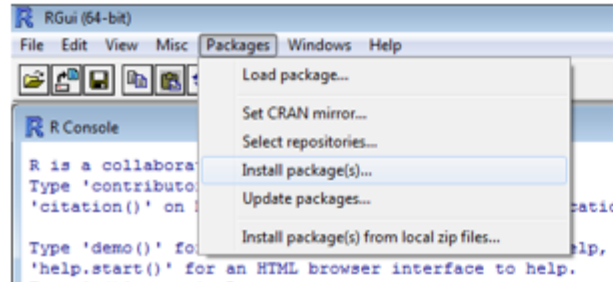 RGui (64-bit)
File Edit View Misc Packages Windows Help
Load package...
Set CRAN mirror...
Select repositories...
Install package(s)...
Update packages...
Install package(s) from local zip files...
R Console
R is a collabora
Type 'contributo
'citation()' on
Type 'demo()' fo elp,
'help.start()' for an HTML browser interface to help.